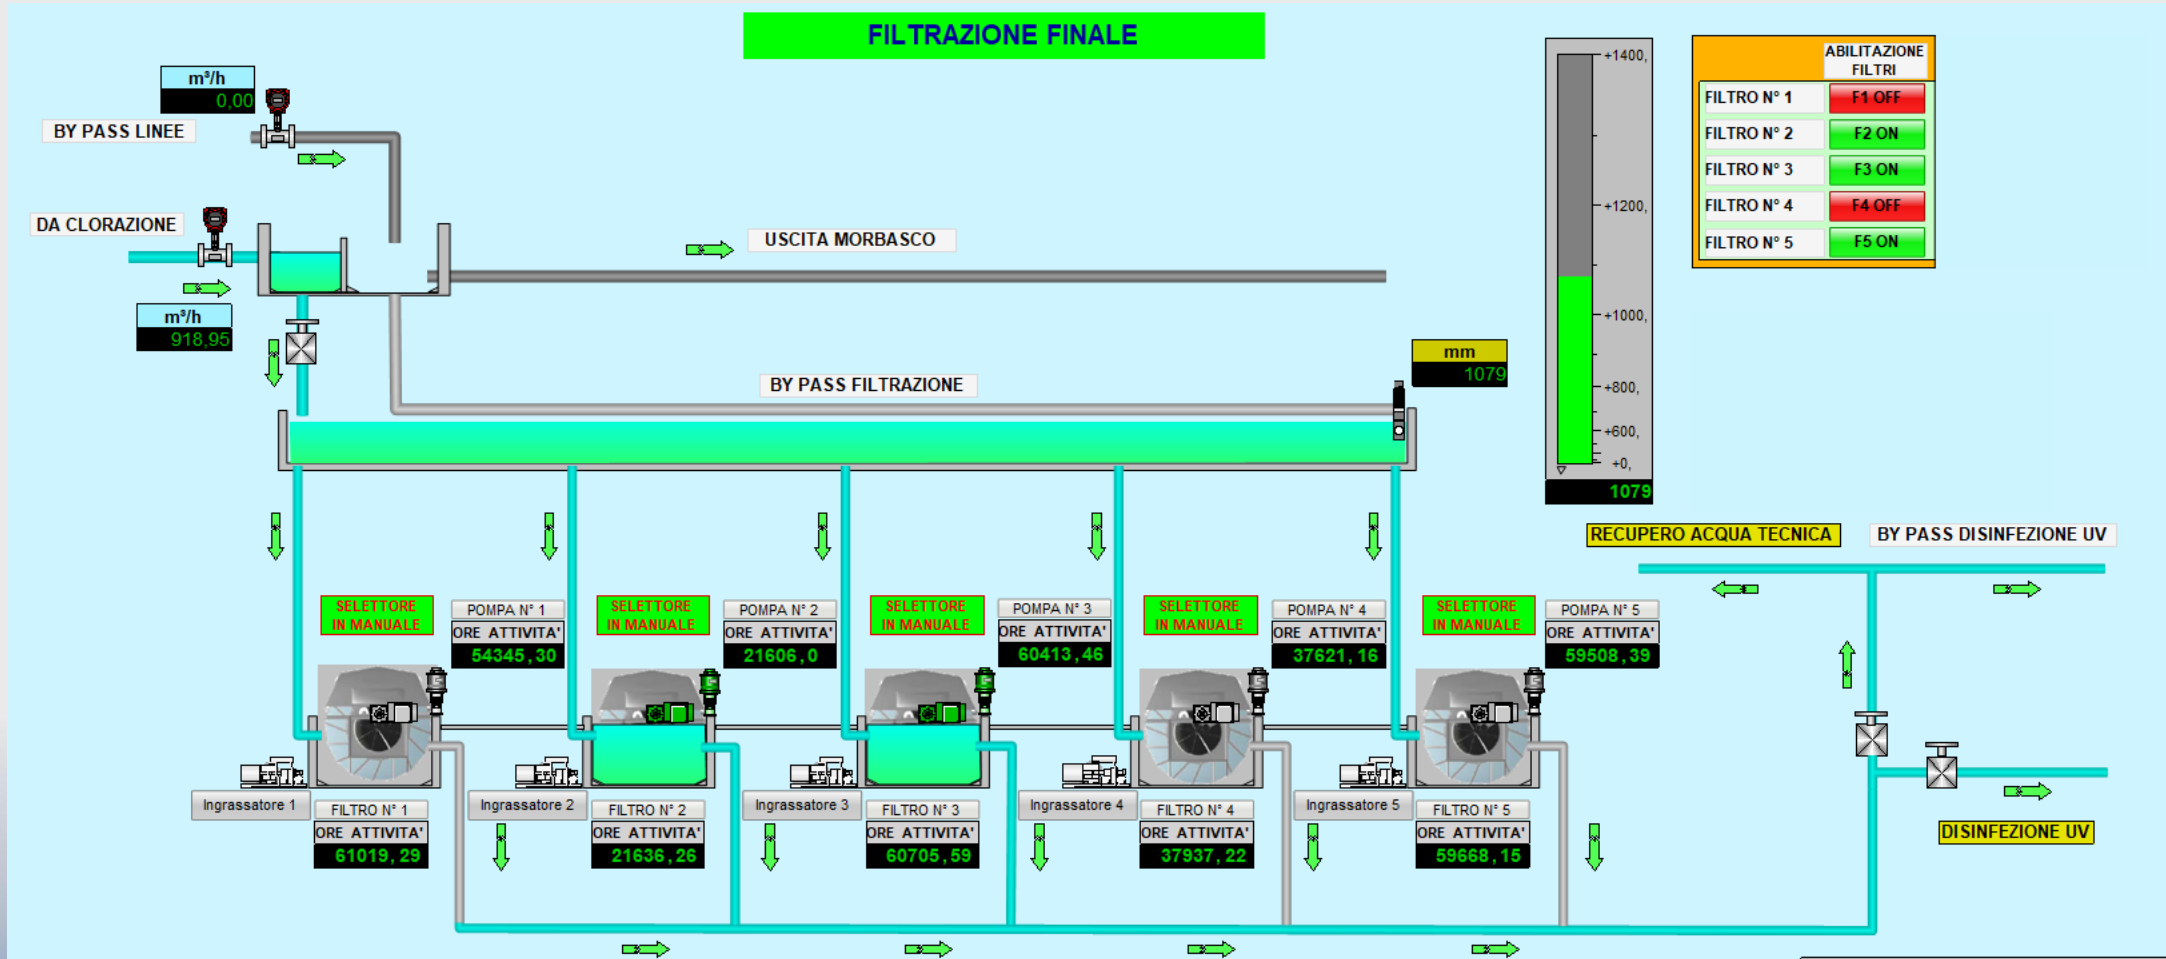 FILTRAZIONE FINALE
m³/h
0,00
BY PASS LINEE
DA CLORAZIONE
m³/h
918,95
USCITA MORBASCO
BY PASS FILTRAZIONE
mm
1079
+1400,
+1200,
+1000,
+800,
+600,
+0,
1079
ABILITAZIONE
FILTRI
FILTRO N° 1 F1 OFF
FILTRO N° 2 F2 ON
FILTRO N° 3 F3 ON
FILTRO N° 4 F4 OFF
FILTRO N° 5 F5 ON
RECUPERO ACQUA TECNICA
BY PASS DISINFEZIONE UV
SELETTORE
IN MANUALE
POMPA N° 1
ORE ATTIVITA'
54345,30
SELETTORE
IN MANUALE
POMPA N° 2
ORE ATTIVITA'
21606,0
SELETTORE
IN MANUALE
POMPA N° 3
ORE ATTIVITA'
60413,46
SELETTORE
IN MANUALE
POMPA N° 4
ORE ATTIVITA'
37621,16
SELETTORE
IN MANUALE
POMPA N° 5
ORE ATTIVITA'
59508,39
Ingrassatore 1
FILTRO N° 1
ORE ATTIVITA'
61019,29
Ingrassatore 2
FILTRO N° 2
ORE ATTIVITA'
21636,26
Ingrassatore 3
FILTRO N° 3
ORE ATTIVITA'
60705,59
Ingrassatore 4
FILTRO N° 4
ORE ATTIVITA'
37937,22
Ingrassatore 5
FILTRO N° 5
ORE ATTIVITA'
59668,15
DISINFEZIONE UV